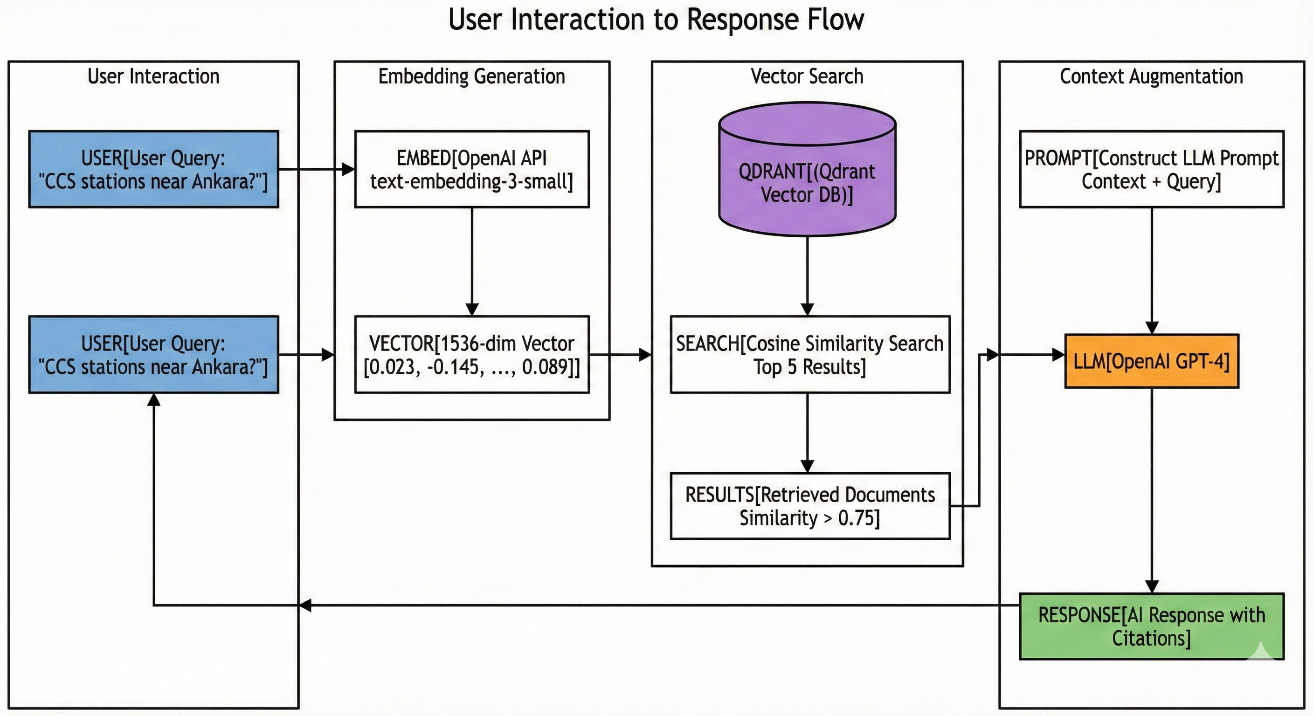 User Interaction to Response Flow
User Interaction
USER[User Query:
"CCS stations near Ankara?"]
USER[User Query:
"CCS stations near Ankara?"]
Embedding Generation
EMBED[OpenAI API
text-embedding-3-small]
VECTOR[1536-dim Vector
[0.023, -0.145, ..., 0.089]]
Vector Search
QDRANT[(Qdrant
Vector DB)]
SEARCH[Cosine Similarity Search
Top 5 Results]
RESULTS[Retrieved Documents
Similarity > 0.75]
Context Augmentation
PROMPT[Construct LLM Prompt
Context + Query]
LLM[OpenAI GPT-4]
RESPONSE[AI Response with
Citations]